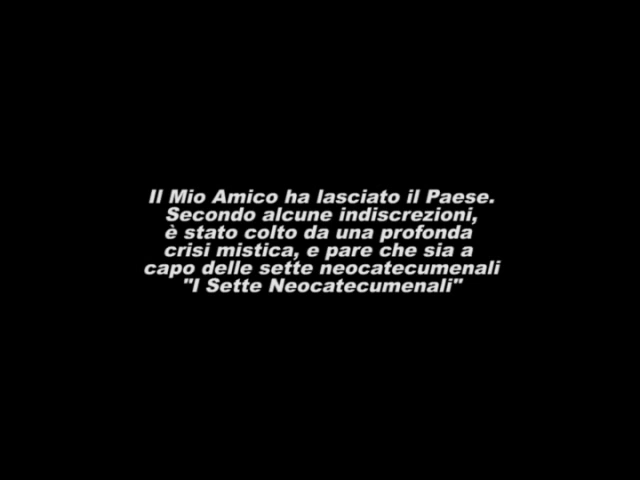 Il Mio Amico ha lasciato il Paese.
Secondo alcune indiscrezioni,
è stato colto da una profonda
crisi mistica, e pare che sia a
capo delle sette neocatecumenali
"I Sette Neocatecumenali"